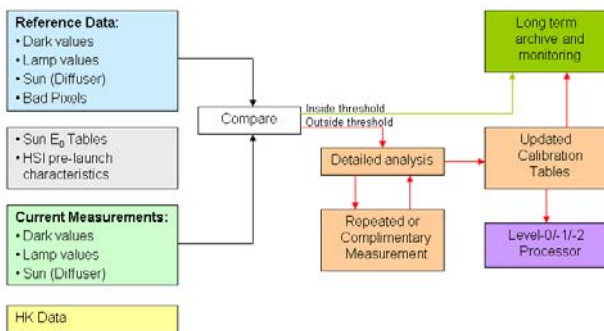 Reference Data:
• Dark values
• Lamp values
• Sun (Diffuser)
• Bad Pixels
• Sun E0 Tables
• HSI pre-launch
characteristics
Current Measurements:
• Dark values
• Lamp values
• Sun (Diffuser)
HK Data
Compare
Inside threshold
Outside threshold
Detailed analysis
Repeated or
Complimentary
Measurement
Long term
archive and
monitoring
Updated
Calibration
Tables
Level-0/-1/-2
Processor